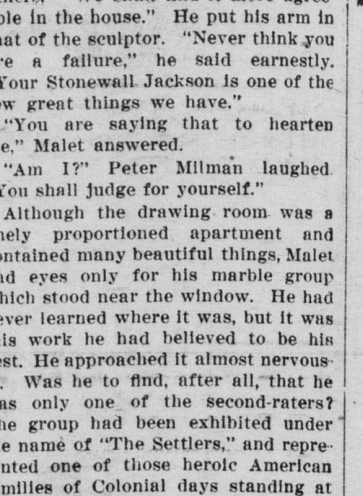 ple in the house." He put his arm in
at of the sculptor. "Never think you
re a failure," he said earnestly.
Your Stonewall Jackson is one of the
w great things we have."
"You are saying that to hearten
e," Malet answered.
"Am I?" Peter Milman laughed.
You shall judge for yourself."
Although the drawing room was a
nely proportioned apartment and
ontained many beautiful things, Malet
ad eyes only for his marble group
hich stood near the window. He had
ever learned where it was, but it was
is work he had believed to be his
est. He approached it almost nervous-
. Was he to find, after all, that he
as only one of the second-raters?
he group had been exhibited under
e name of "The Settlers," and repre-
nted one of those heroic American
milies of Colonial days standing at